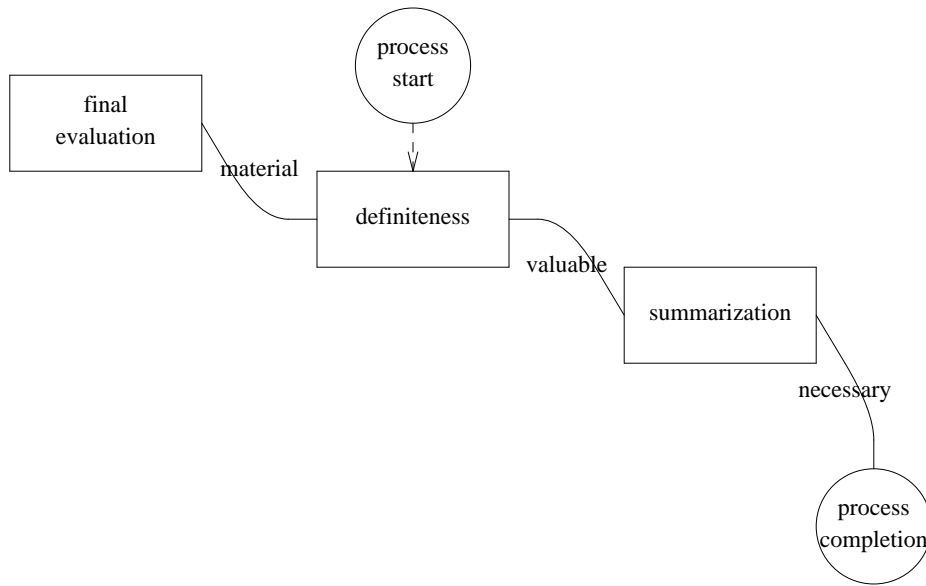 process
start
final
evaluation
material
definiteness
valuable
summarization
necessary
process
completion